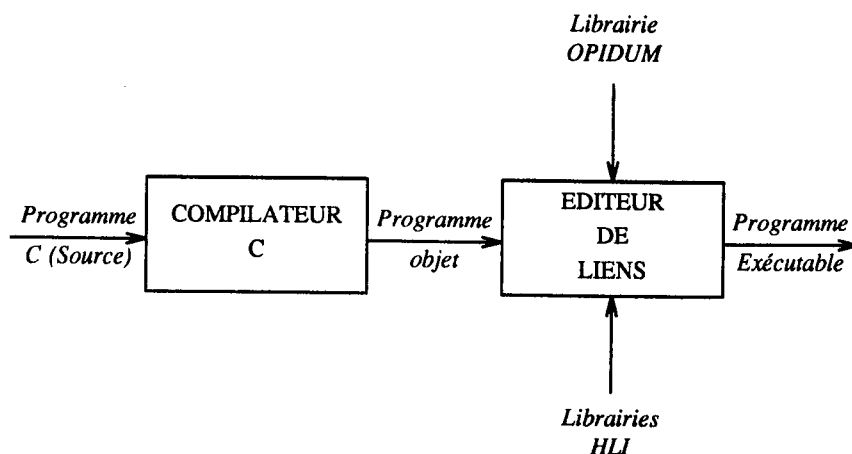 Librairie
OPIDUM
Programme
C (Source)
COMPILATEUR
C
Programme
objet
EDITEUR
DE
LIENS
Programme
Exécutable
Librairies
HLI